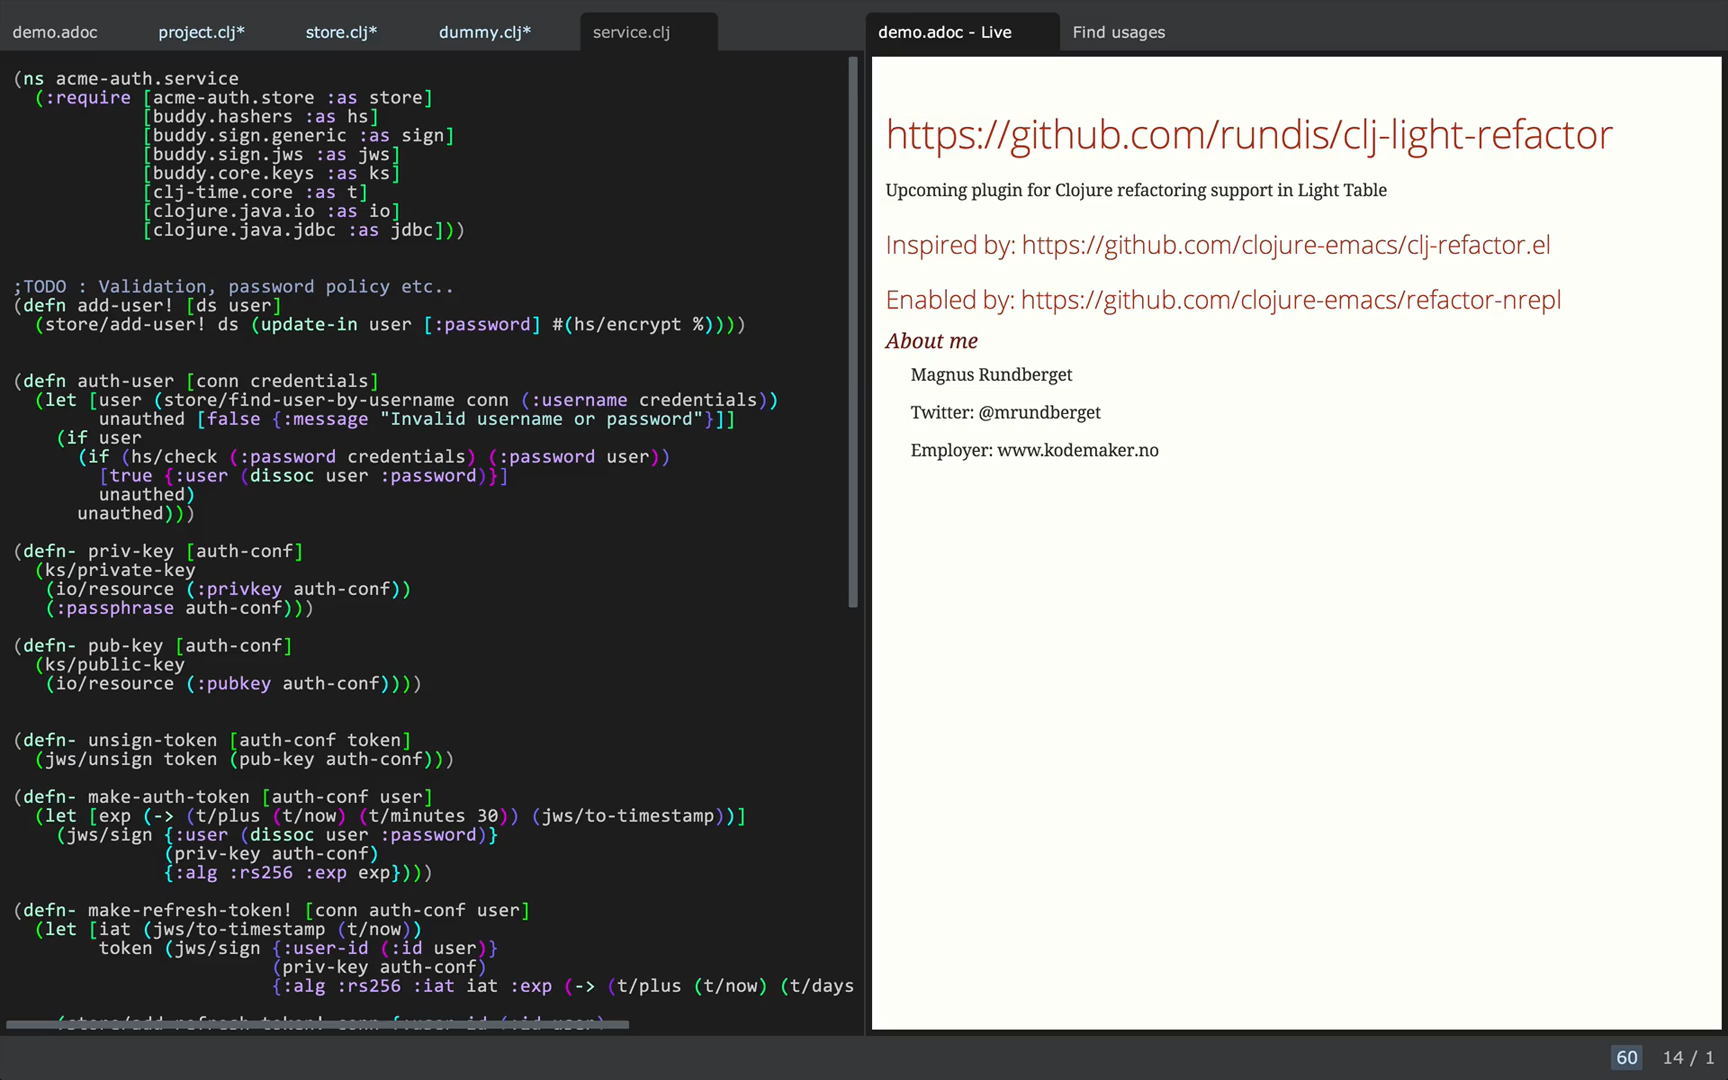 demo.adoc project.clj* store.clj* dummy.clj* service.clj
(ns acme-auth.service
  (:require [acme-auth.store :as store]
            [buddy.hashers :as hs]
            [buddy.sign.generic :as sign]
            [buddy.sign.jws :as jws]
            [buddy.core.keys :as ks]
            [clj-time.core :as t]
            [clojure.java.io :as io]
            [clojure.java.jdbc :as jdbc]))
;TODO : Validation, password policy etc..
(defn add-user! [ds user]
  (store/add-user! ds (update-in user [:password] #(hs/encrypt %))))
(defn auth-user [conn credentials]
  (let [user (store/find-user-by-username conn (:username credentials))
        unauthed [false {:message "Invalid username or password"}]]
    (if user
      (if (hs/check (:password credentials) (:password user))
        [true {:user (dissoc user :password)}]
        unauthed)
      unauthed)))
(defn- priv-key [auth-conf]
  (ks/private-key
   (io/resource (:privkey auth-conf))
   (:passphrase auth-conf)))
(defn- pub-key [auth-conf]
  (ks/public-key
   (io/resource (:pubkey auth-conf))))
(defn- unsign-token [auth-conf token]
  (jws/unsign token (pub-key auth-conf)))
(defn- make-auth-token [auth-conf user]
  (let [exp (-> (t/plus (t/now) (t/minutes 30)) (jws/to-timestamp))]
    (jws/sign {:user (dissoc user :password)}
              (priv-key auth-conf)
              {:alg :rs256 :exp exp})))
(defn- make-refresh-token! [conn auth-conf user]
  (let [iat (jws/to-timestamp (t/now))
        token (jws/sign {:user-id (:id user)}
                        (priv-key auth-conf)
                        {:alg :rs256 :iat iat :exp (-> (t/plus (t/now) (t/days
    (store/add-refresh-token! conn {:user-id (:id user)
demo.adoc - Live Find usages
https://github.com/rundis/clj-light-refactor
Upcoming plugin for Clojure refactoring support in Light Table
Inspired by: https://github.com/clojure-emacs/clj-refactor.el
Enabled by: https://github.com/clojure-emacs/refactor-nrepl
About me
Magnus Rundberget
Twitter: @mrundberget
Employer: www.kodemaker.no
60 14 / 1